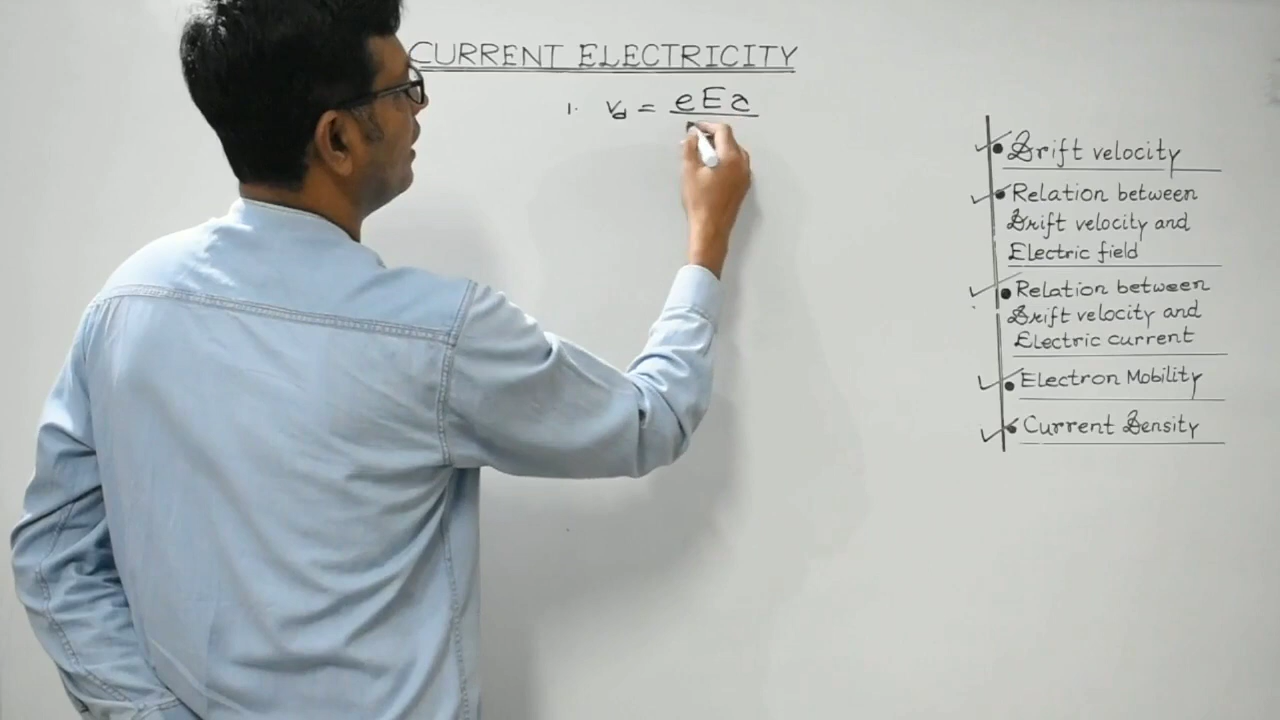 CURRENT ELECTRICITY
1. vd = eEτ
Drift velocity
Relation between
Drift velocity and
Electric field
Relation between
Drift velocity and
Electric current
Electron Mobility
Current Density